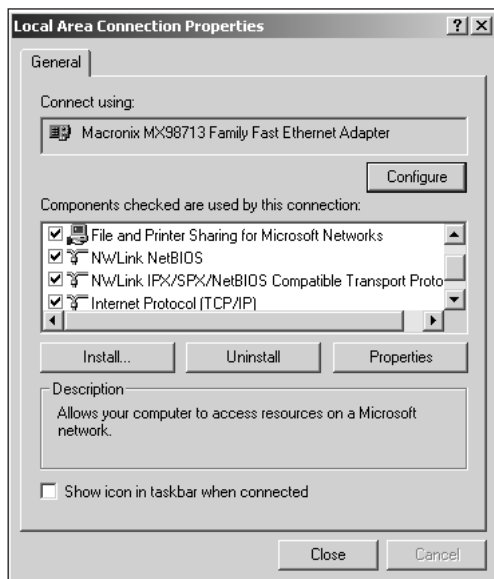 Local Area Connection Properties
General
Connect using:
Macronix MX98713 Family Fast Ethernet Adapter
Configure
Components checked are used by this connection:
File and Printer Sharing for Microsoft Networks
NWLink NetBIOS
NWLink IPX/SPX/NetBIOS Compatible Transport Proto
Internet Protocol (TCP/IP)
Install... Uninstall Properties
Description
Allows your computer to access resources on a Microsoft
network.
Show icon in taskbar when connected
Close Cancel